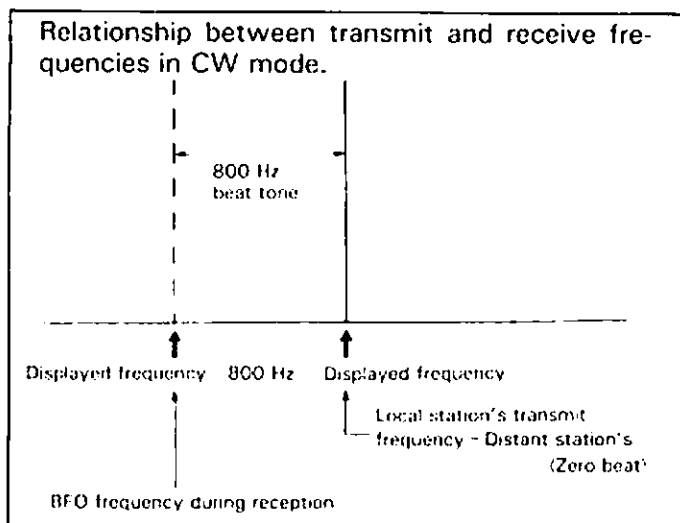 Relationship between transmit and receive fre-
quencies in CW mode.
800 Hz
beat tone
Displayed frequency 800 Hz Displayed frequency
Local station's transmit
frequency - Distant station's
(Zero beat)
BFO frequency during reception